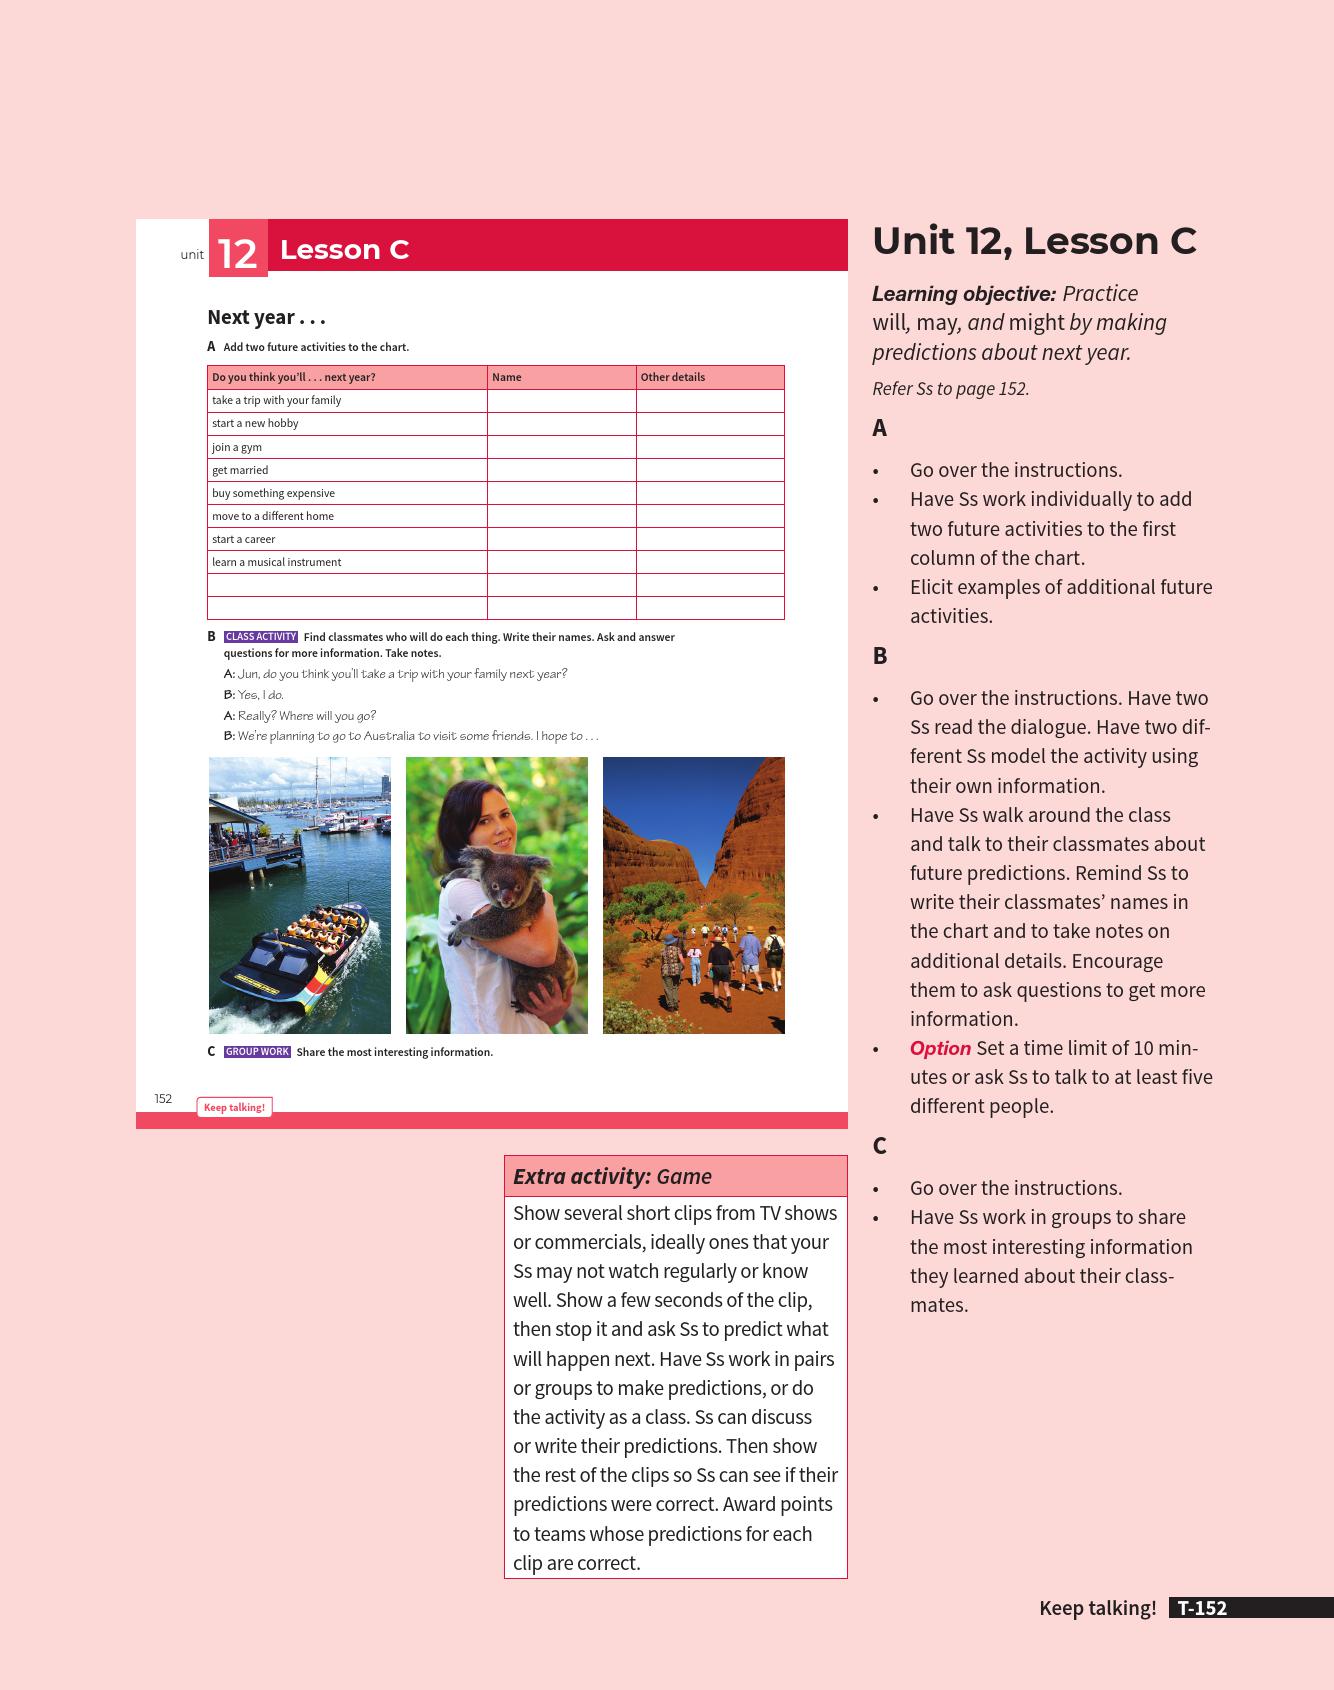 unit 12 Lesson C
Next year . . .
A Add two future activities to the chart.
Do you think you’ll . . . next year? Name Other details
take a trip with your family
start a new hobby
join a gym
get married
buy something expensive
move to a different home
start a career
learn a musical instrument
B CLASS ACTIVITY Find classmates who will do each thing. Write their names. Ask and answer
questions for more information. Take notes.
A: Jun, do you think you’ll take a trip with your family next year?
B: Yes, I do.
A: Really? Where will you go?
B: We’re planning to go to Australia to visit some friends. I hope to . . .
C GROUP WORK Share the most interesting information.
152 Keep talking!
Extra activity: Game
Show several short clips from TV shows
or commercials, ideally ones that your
Ss may not watch regularly or know
well. Show a few seconds of the clip,
then stop it and ask Ss to predict what
will happen next. Have Ss work in pairs
or groups to make predictions, or do
the activity as a class. Ss can discuss
or write their predictions. Then show
the rest of the clips so Ss can see if their
predictions were correct. Award points
to teams whose predictions for each
clip are correct.
Unit 12, Lesson C
Learning objective: Practice
will, may, and might by making
predictions about next year.
Refer Ss to page 152.
A
• Go over the instructions.
• Have Ss work individually to add
two future activities to the first
column of the chart.
• Elicit examples of additional future
activities.
B
• Go over the instructions. Have two
Ss read the dialogue. Have two dif-
ferent Ss model the activity using
their own information.
• Have Ss walk around the class
and talk to their classmates about
future predictions. Remind Ss to
write their classmates’ names in
the chart and to take notes on
additional details. Encourage
them to ask questions to get more
information.
• Option Set a time limit of 10 min-
utes or ask Ss to talk to at least five
different people.
C
• Go over the instructions.
• Have Ss work in groups to share
the most interesting information
they learned about their class-
mates.
Keep talking! T-152